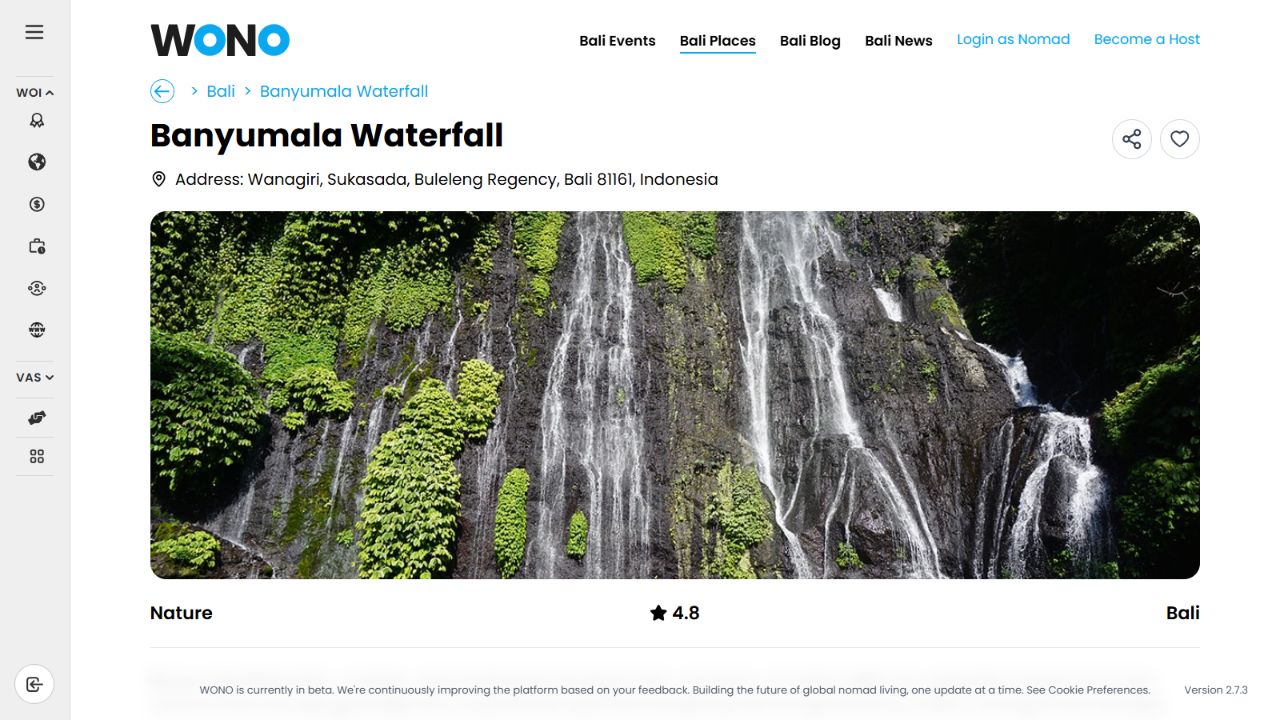 WONO
Bali Events
Bali Places
Bali Blog
Bali News
Login as Nomad
Become a Host
> Bali > Banyumala Waterfall
Banyumala Waterfall
Address: Wanagiri, Sukasada, Buleleng Regency, Bali 81161, Indonesia
WOI
VAS
Nature
4.8
Bali
WONO is currently in beta. We're continuously improving the platform based on your feedback. Building the future of global nomad living, one update at a time. See Cookie Preferences.
Version 2.7.3